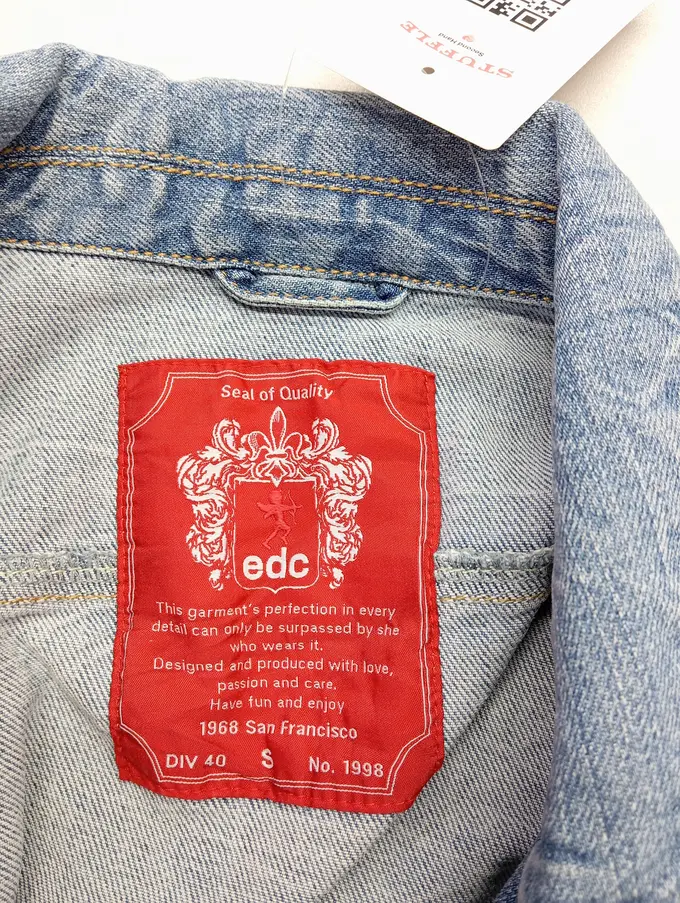 STUFFLE
Second Hand
Seal of Quality
edc
This garment's perfection in every
detail can only be surpassed by she
who wears it.
Designed and produced with love,
passion and care.
Have fun and enjoy
1968 San Francisco
DIV 40 S No. 1998